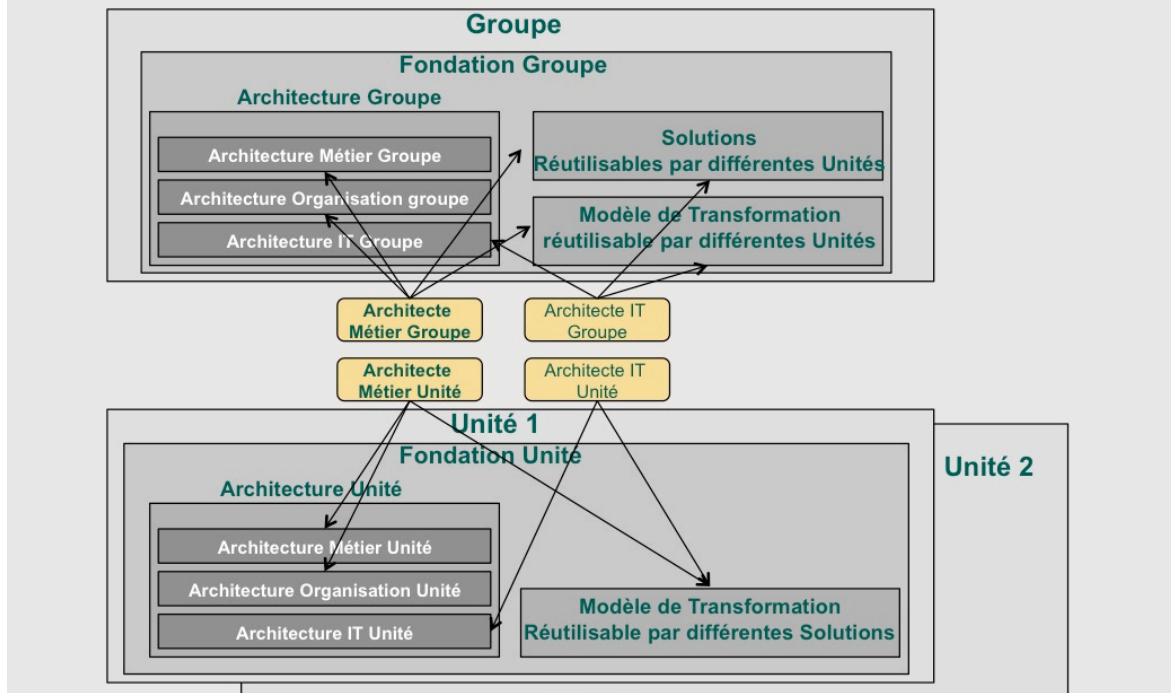 Groupe
Fondation Groupe
Architecture Groupe
Architecture Métier Groupe
Architecture Organisation groupe
Architecture IT Groupe
Solutions
Réutilisables par différentes Unités
Modèle de Transformation
réutilisable par différentes Unités
Architecte
Métier Groupe
Architecte IT
Groupe
Architecte
Métier Unité
Architecte IT
Unité
Unité 1
Fondation Unité
Architecture Unité
Architecture Métier Unité
Architecture Organisation Unité
Architecture IT Unité
Modèle de Transformation
Réutilisable par différentes Solutions
Unité 2